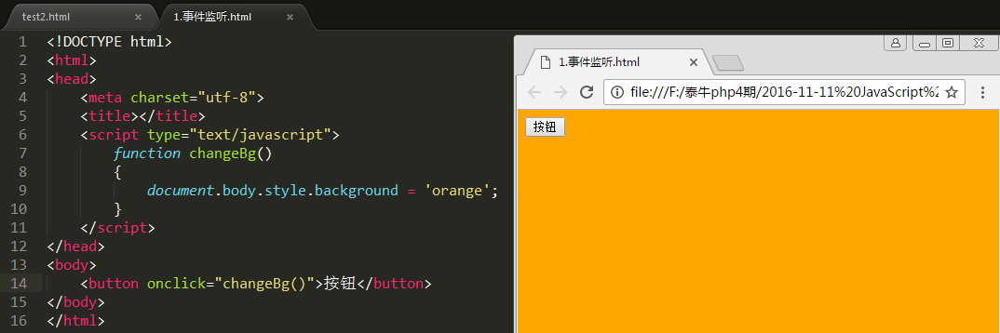 test2.html
1.事件监听.html
1 <!DOCTYPE html>
2 <html>
3 <head>
4     <meta charset="utf-8">
5     <title></title>
6     <script type="text/javascript">
7         function changeBg()
8         {
9             document.body.style.background = 'orange';
10         }
11     </script>
12 </head>
13 <body>
14     <button onclick="changeBg()">按钮</button>
15 </body>
16 </html>
1.事件监听.html
file:///F:/泰牛php4期/2016-11-11%20JavaScript%2
按钮